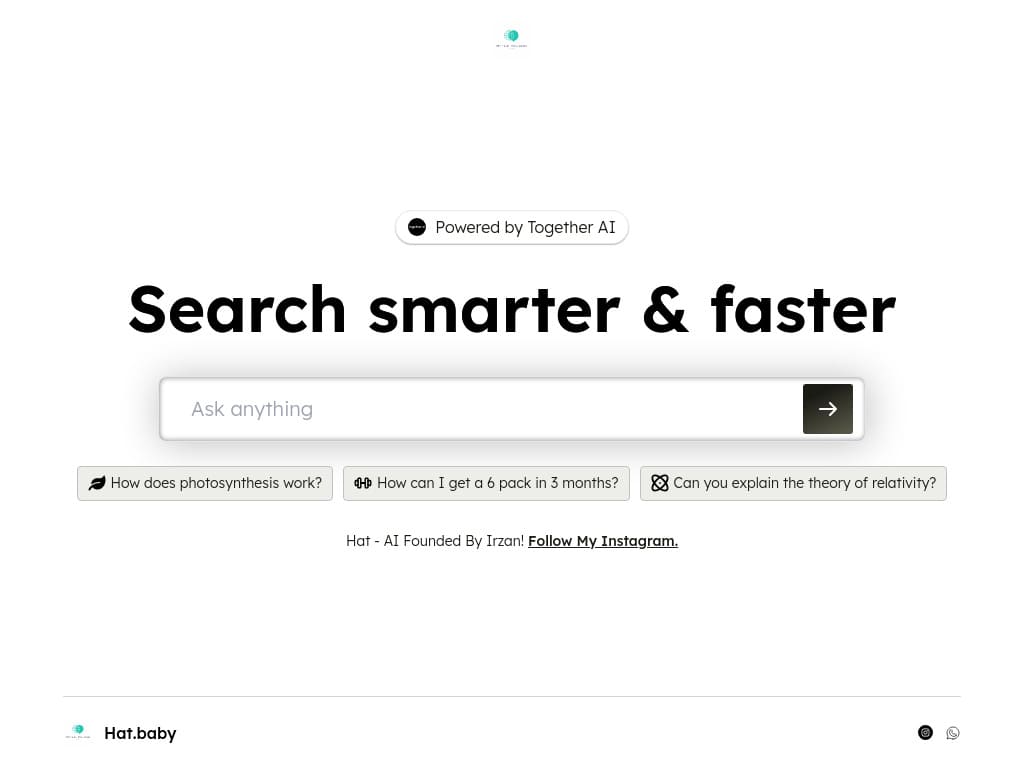 Powered by Together AI
Search smarter & faster
Ask anything
How does photosynthesis work?
How can I get a 6 pack in 3 months?
Can you explain the theory of relativity?
Hat - AI Founded By Irzan! Follow My Instagram.
Hat.baby